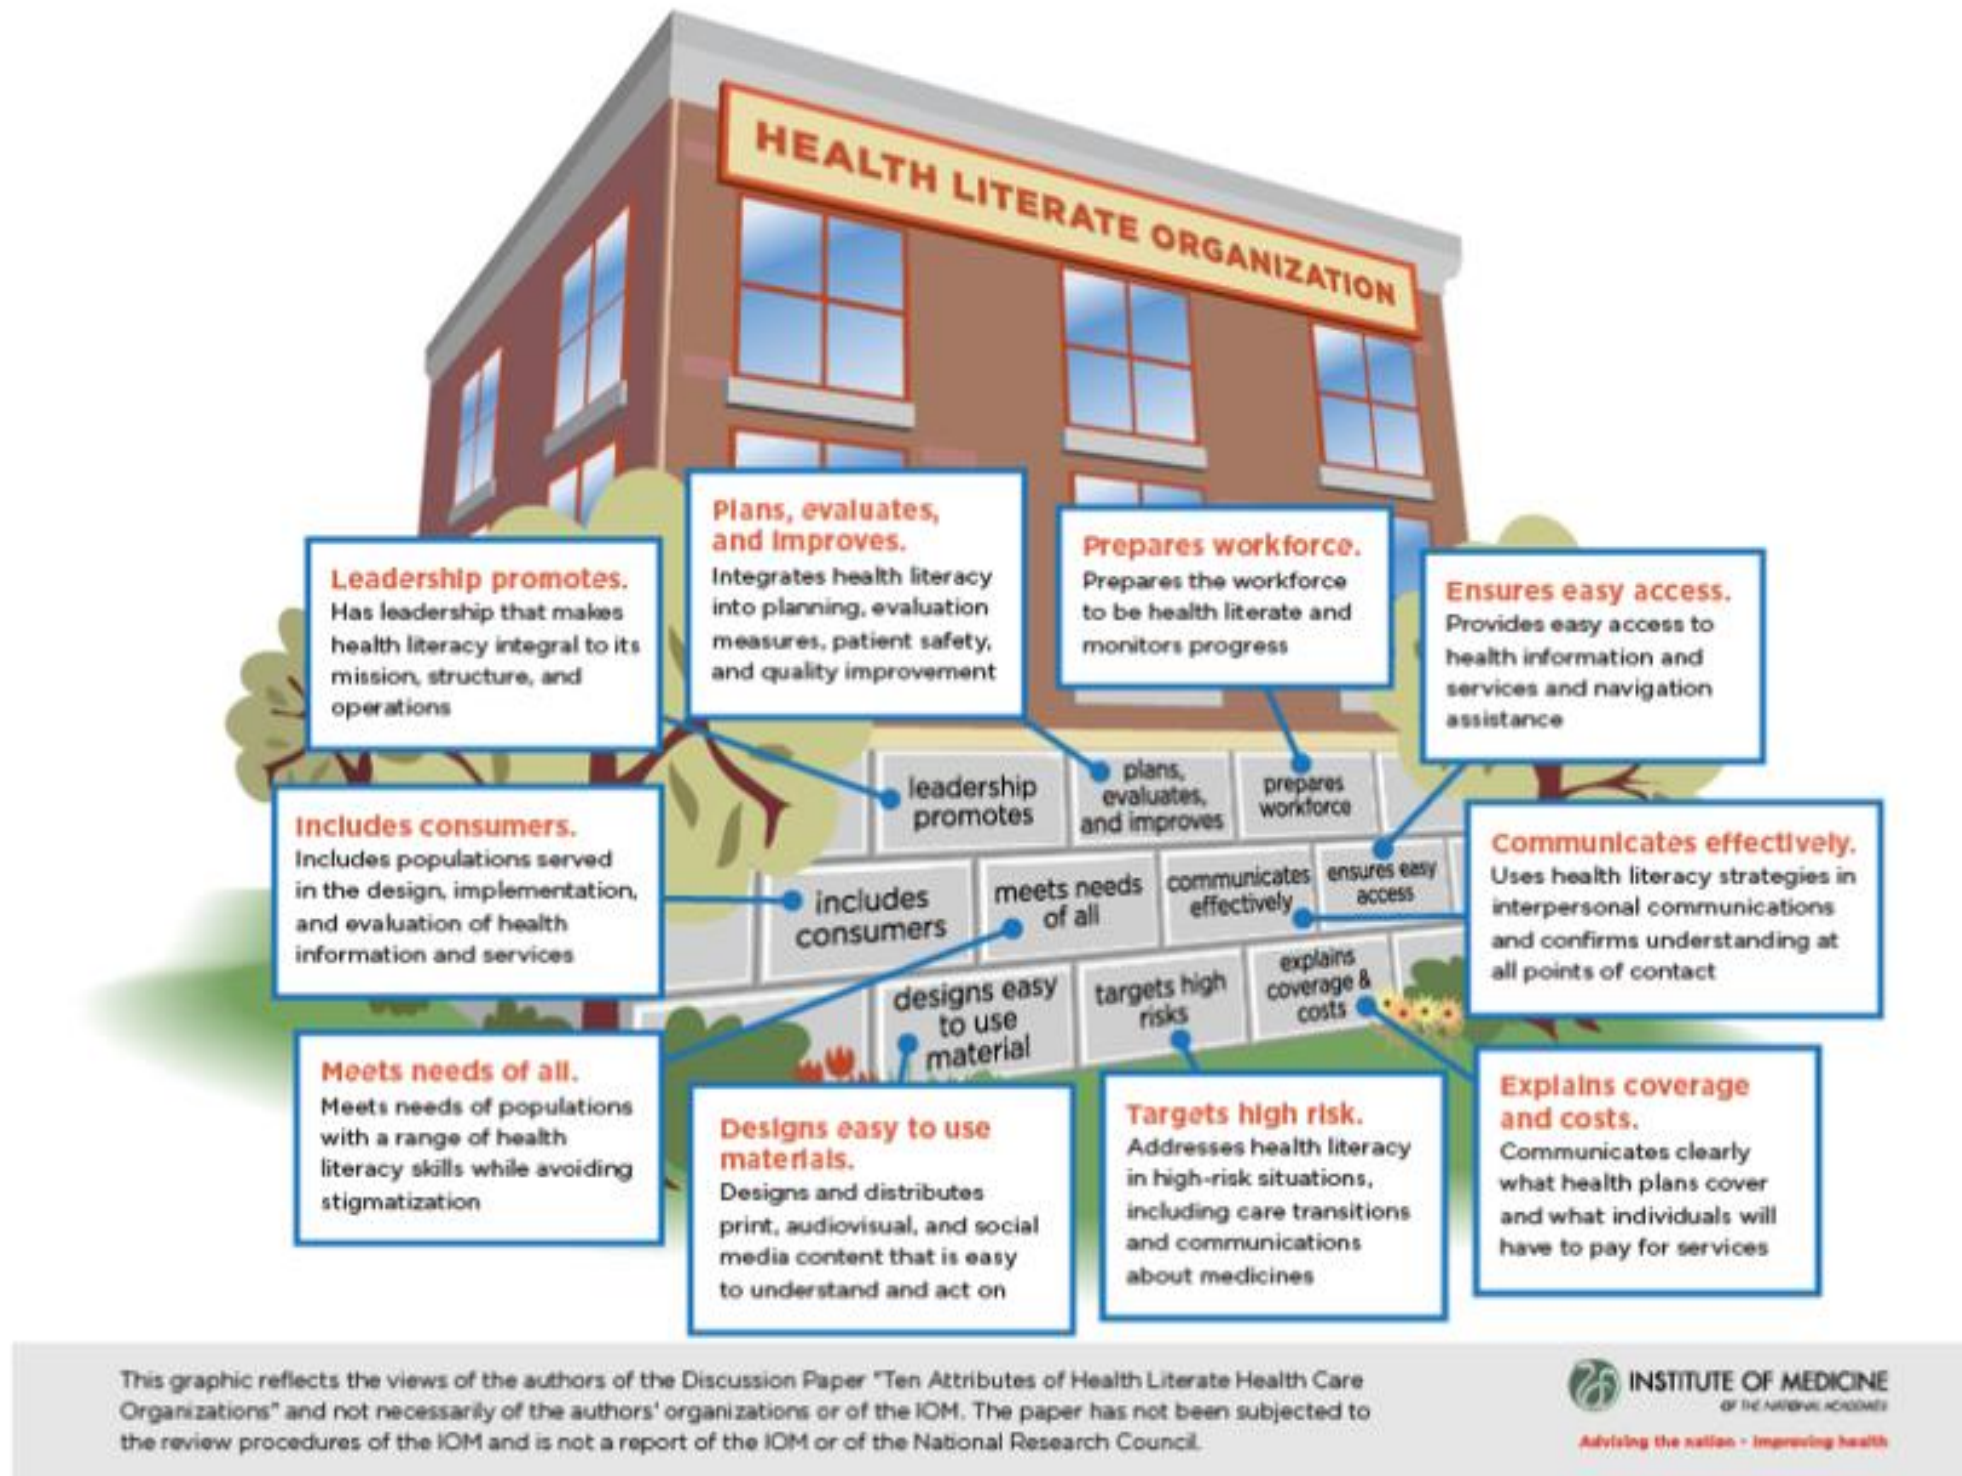 HEALTH LITERATE ORGANIZATION
Leadership promotes.
Has leadership that makes
health literacy integral to its
mission, structure, and
operations
Plans, evaluates,
and improves.
Integrates health literacy
into planning, evaluation
measures, patient safety,
and quality improvement
Prepares workforce.
Prepares the workforce
to be health literate and
monitors progress
Ensures easy access.
Provides easy access to
health information and
services and navigation
assistance
leadership
promotes
plans,
evaluates,
and improves
prepares
workforce
Includes consumers.
Includes populations served
in the design, implementation,
and evaluation of health
information and services
includes
consumers
meets needs
of all
communicates
effectively
ensures easy
access
Communicates effectively.
Uses health literacy strategies in
interpersonal communications
and confirms understanding at
all points of contact
designs easy
to use
material
targets high
risks
explains
coverage &
costs
Meets needs of all.
Meets needs of populations
with a range of health
literacy skills while avoiding
stigmatization
Designs easy to use
materials.
Designs and distributes
print, audiovisual, and social
media content that is easy
to understand and act on
Targets high risk.
Addresses health literacy
in high-risk situations,
including care transitions
and communications
about medicines
Explains coverage
and costs.
Communicates clearly
what health plans cover
and what individuals will
have to pay for services
This graphic reflects the views of the authors of the Discussion Paper "Ten Attributes of Health Literate Health Care
Organizations" and not necessarily of the authors' organizations or of the IOM. The paper has not been subjected to
the review procedures of the IOM and is not a report of the IOM or of the National Research Council.
INSTITUTE OF MEDICINE
OF THE NATIONAL ACADEMIES
Advising the nation • Improving health